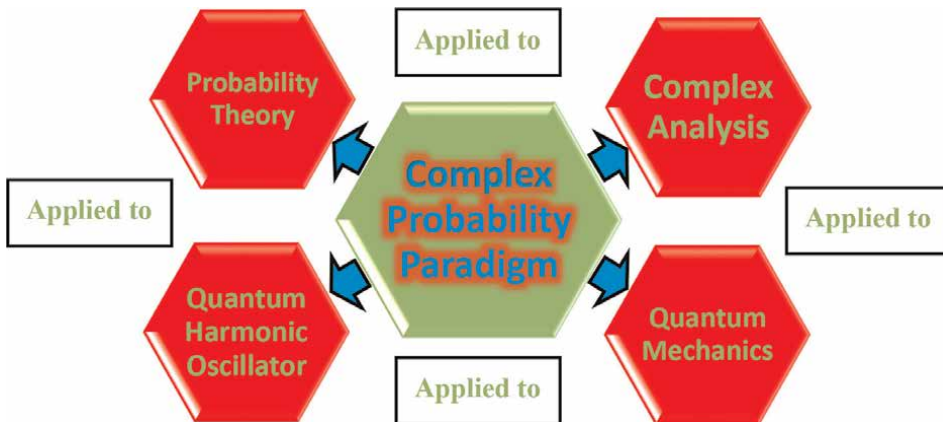 Applied to
Probability
Theory
Complex
Analysis
Complex
Probability
Paradigm
Applied to
Applied to
Quantum
Harmonic
Oscillator
Quantum
Mechanics
Applied to